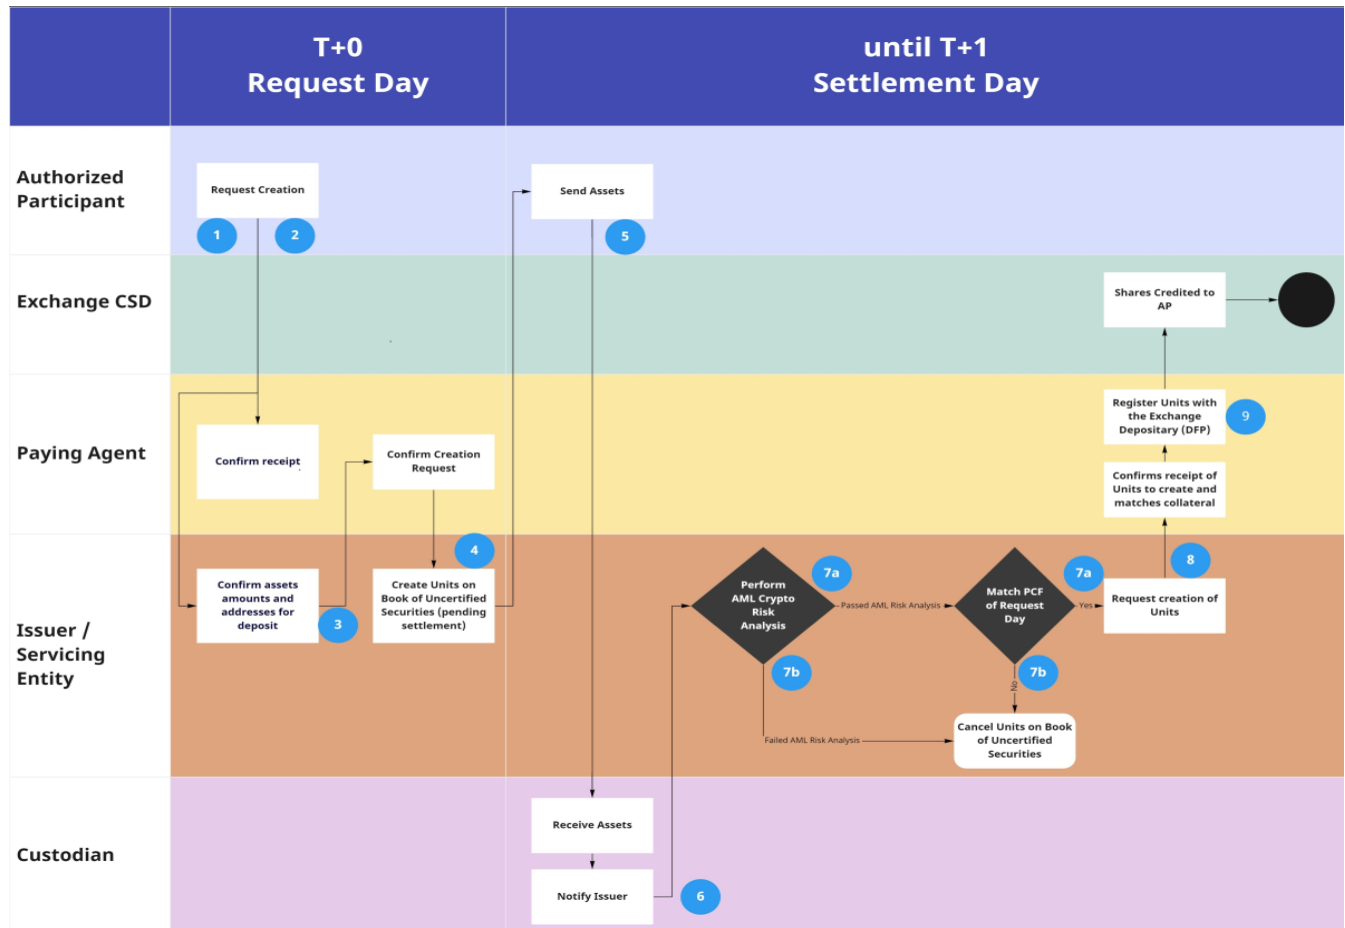 T+0
Request Day
until T+1
Settlement Day
Authorized
Participant
Request Creation
1
2
Send Assets
5
Exchange CSD
Shares Credited to
AP
Paying Agent
Confirm receipt
Confirm Creation
Request
Register Units with
the Exchange
Depositary (DFP)
9
Confirms receipt of
Units to create and
matches collateral
Issuer /
Servicing
Entity
Confirm assets
amounts and
addresses for
deposit
3
4
Create Units on
Book of Uncertified
Securities (pending
settlement)
Perform
AML Crypto
Risk
Analysis
7a
7b
Passed AML Risk Analysis
Failed AML Risk Analysis
Match PCF
of Request
Day
7a
7b
Yes
No
8
Request creation of
Units
Cancel Units on Book
of Uncertified
Securities
Custodian
Receive Assets
Notify Issuer
6